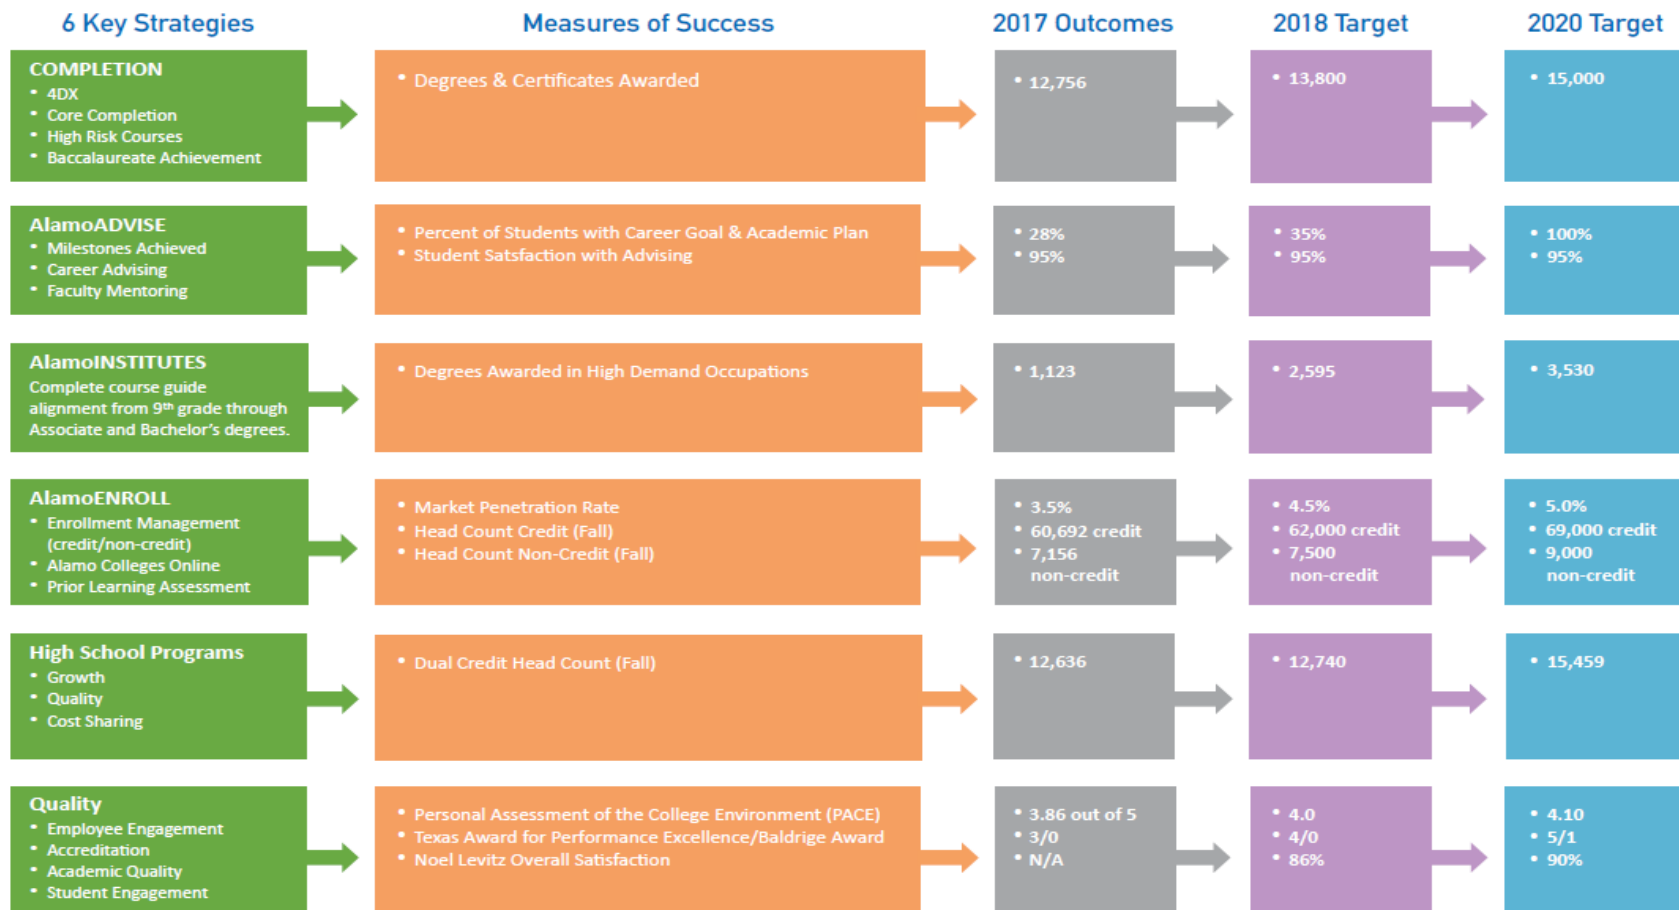 6 Key Strategies
Measures of Success
2017 Outcomes
2018 Target
2020 Target
COMPLETION
• 4DX
• Core Completion
• High Risk Courses
• Baccalaureate Achievement
• Degrees & Certificates Awarded
• 12,756
• 13,800
• 15,000
AlamoADVISE
• Milestones Achieved
• Career Advising
• Faculty Mentoring
• Percent of Students with Career Goal & Academic Plan
• Student Satsfaction with Advising
• 28%
• 95%
• 35%
• 95%
• 100%
• 95%
AlamoINSTITUTES
Complete course guide
alignment from 9th grade through
Associate and Bachelor's degrees.
• Degrees Awarded in High Demand Occupations
• 1,123
• 2,595
• 3,530
AlamoENROLL
• Enrollment Management
(credit/non-credit)
• Alamo Colleges Online
• Prior Learning Assessment
• Market Penetration Rate
• Head Count Credit (Fall)
• Head Count Non-Credit (Fall)
• 3.5%
• 60,692 credit
• 7,156
non-credit
• 4.5%
• 62,000 credit
• 7,500
non-credit
• 5.0%
• 69,000 credit
• 9,000
non-credit
High School Programs
• Growth
• Quality
• Cost Sharing
• Dual Credit Head Count (Fall)
• 12,636
• 12,740
• 15,459
Quality
• Employee Engagement
• Accreditation
• Academic Quality
• Student Engagement
• Personal Assessment of the College Environment (PACE)
• Texas Award for Performance Excellence/Baldrige Award
• Noel Levitz Overall Satisfaction
• 3.86 out of 5
• 3/0
• N/A
• 4.0
• 4/0
• 86%
• 4.10
• 5/1
• 90%